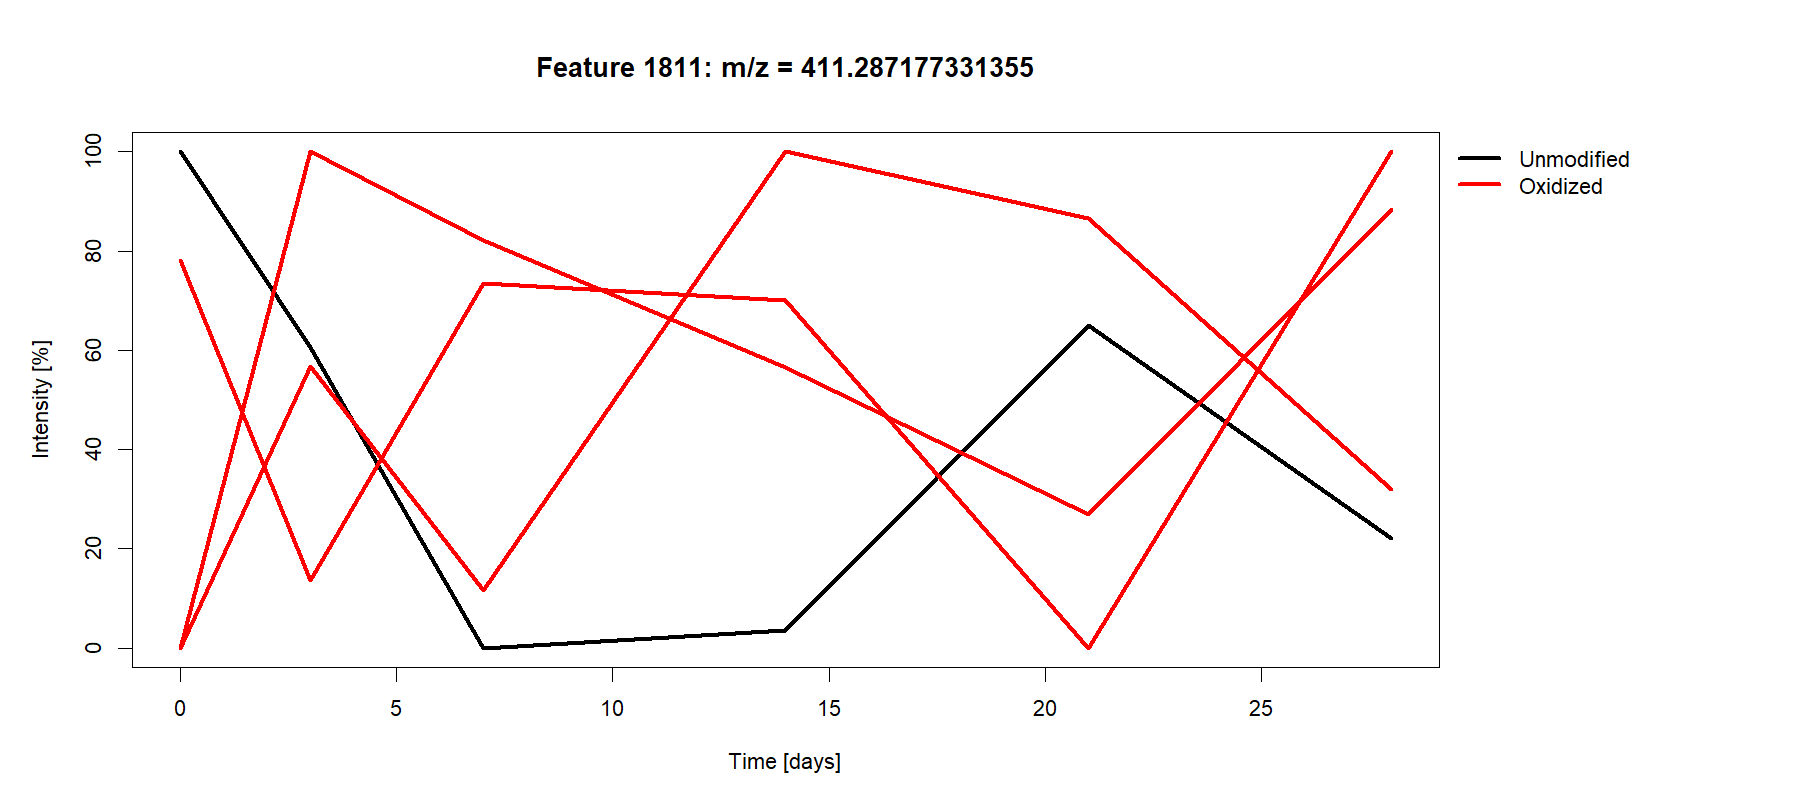 Feature 1811: m/z = 411.287177331355
Unmodified
Oxidized
Intensity [%]
100
80
60
40
20
0
0 5 10 15 20 25
Time [days]